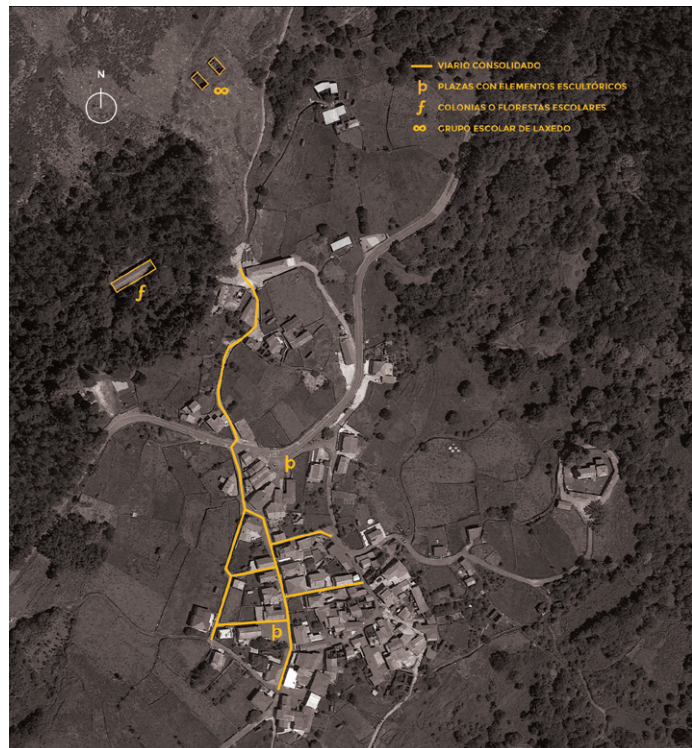 N
VIARIO CONSOLIDADO
þ PLAZAS CON ELEMENTOS ESCULTÓRICOS
ƒ COLONIAS O FLORESTAS ESCOLARES
∞ GRUPO ESCOLAR DE LAXEDO
∞
ƒ
þ
þ